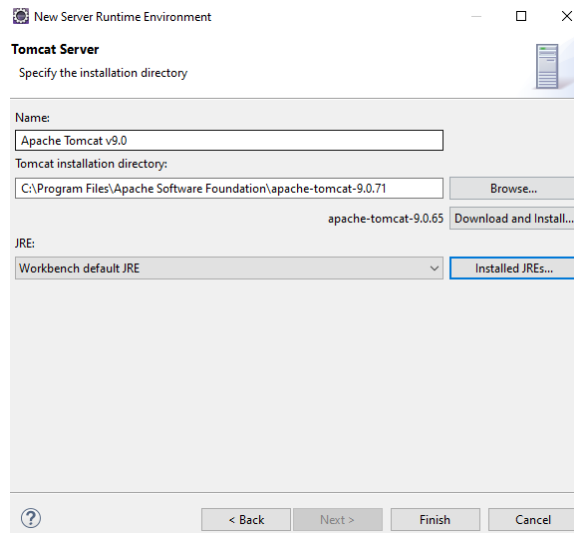 New Server Runtime Environment
Tomcat Server
Specify the installation directory
Name:
Apache Tomcat v9.0
Tomcat installation directory:
C:\Program Files\Apache Software Foundation\apache-tomcat-9.0.71
Browse...
apache-tomcat-9.0.65 Download and Install...
JRE:
Workbench default JRE
Installed JREs...
?
< Back Next > Finish Cancel